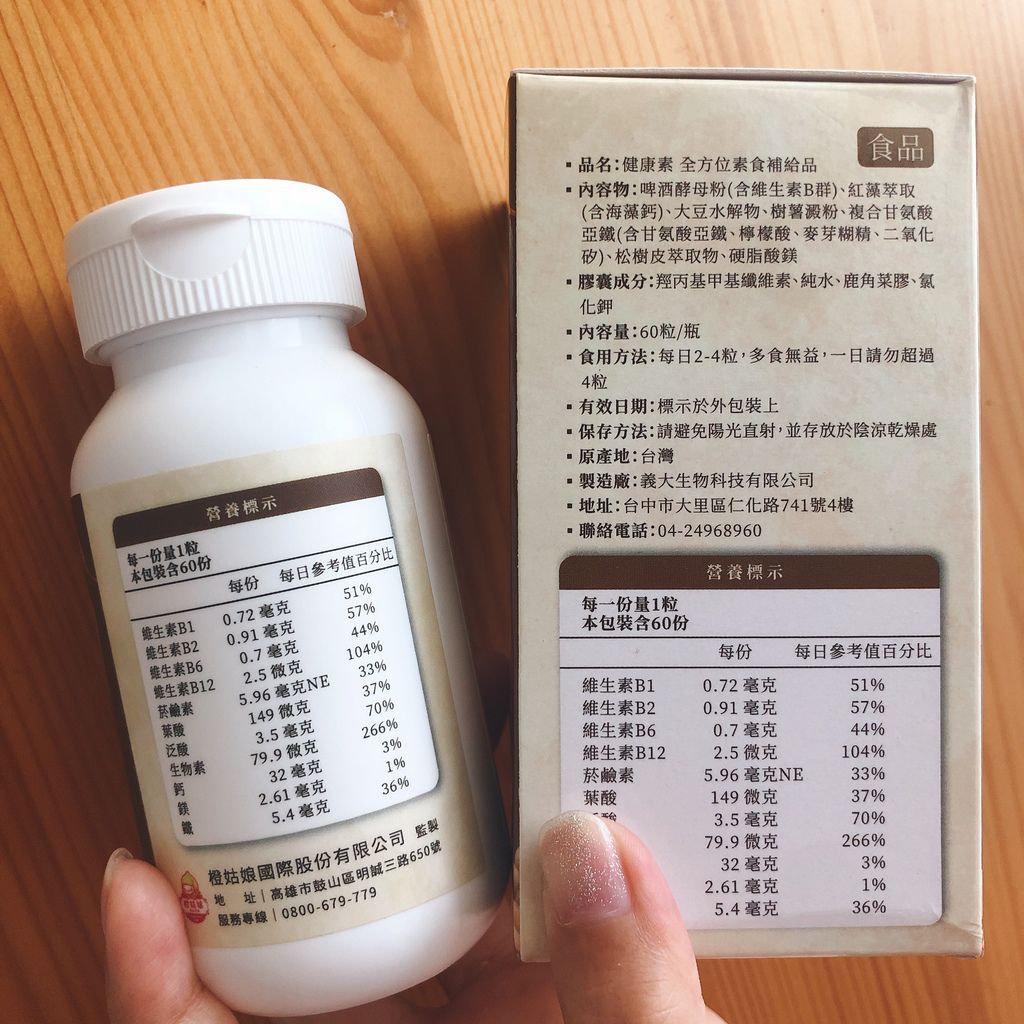 營養標示
每一份量1粒
本包裝含60份
每份 每日參考值百分比
維生素B1 0.72 毫克 51%
維生素B2 0.91 毫克 57%
維生素B6 0.7 毫克 44%
維生素B12 2.5 微克 104%
菸鹼素 5.96 毫克NE 33%
葉酸 149 微克 37%
泛酸 3.5 毫克 70%
生物素 79.9 微克 266%
鈣 32 毫克 3%
鎂 2.61 毫克 1%
鐵 5.4 毫克 36%
橙姑娘國際股份有限公司 監製
地 址|高雄市鼓山區明誠三路650號
服務專線|0800-679-779
食品
▪品名:健康素 全方位素食補給品
▪內容物:啤酒酵母粉(含維生素B群)、紅藻萃取
(含海藻鈣)、大豆水解物、樹薯澱粉、複合甘氨酸
亞鐵(含甘氨酸亞鐵、檸檬酸、麥芽糊精、二氧化
矽)、松樹皮萃取物、硬脂酸鎂
▪膠囊成分:羥丙基甲基纖維素、純水、鹿角菜膠、氯
化鉀
▪內容量:60粒/瓶
▪食用方法:每日2-4粒,多食無益,一日請勿超過
4粒
▪有效日期:標示於外包裝上
▪保存方法:請避免陽光直射,並存放於陰涼乾燥處
▪原產地:台灣
▪製造廠:義大生物科技有限公司
▪地址:台中市大里區仁化路741號4樓
▪聯絡電話:04-24968960
營養標示
每一份量1粒
本包裝含60份
每份 每日參考值百分比
維生素B1 0.72 毫克 51%
維生素B2 0.91 毫克 57%
維生素B6 0.7 毫克 44%
維生素B12 2.5 微克 104%
菸鹼素 5.96 毫克NE 33%
葉酸 149 微克 37%
3.5 毫克 70%
79.9 微克 266%
32 毫克 3%
2.61 毫克 1%
5.4 毫克 36%